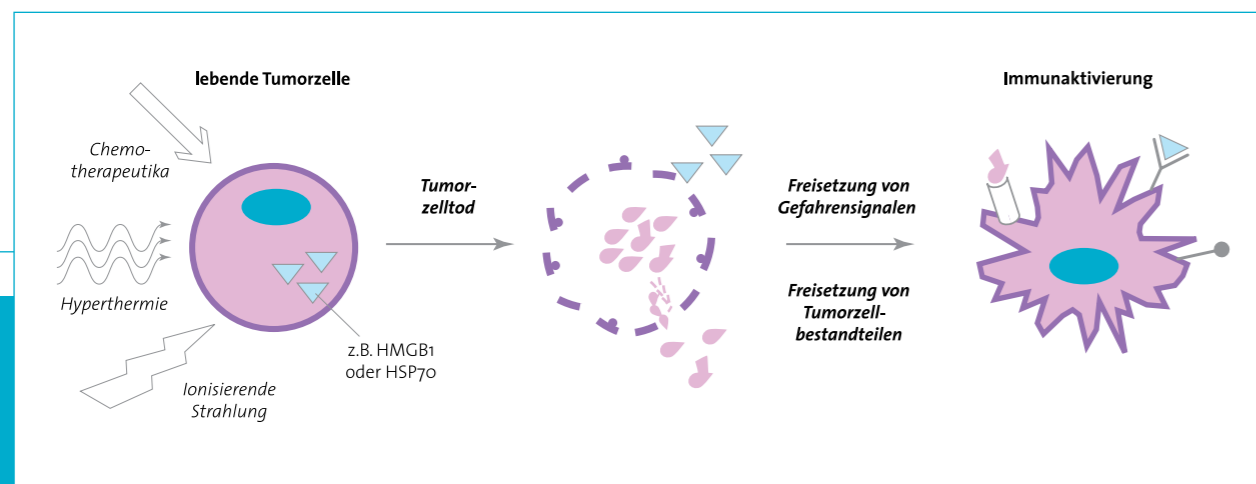 lebende Tumorzelle
Immunaktivierung
Chemo-
therapeutika
Tumor-
zelltod
Freisetzung von
Gefahrensignalen
Hyperthermie
Freisetzung von
Tumorzell-
bestandteilen
z.B. HMGB1
oder HSP70
Ionisierende
Strahlung